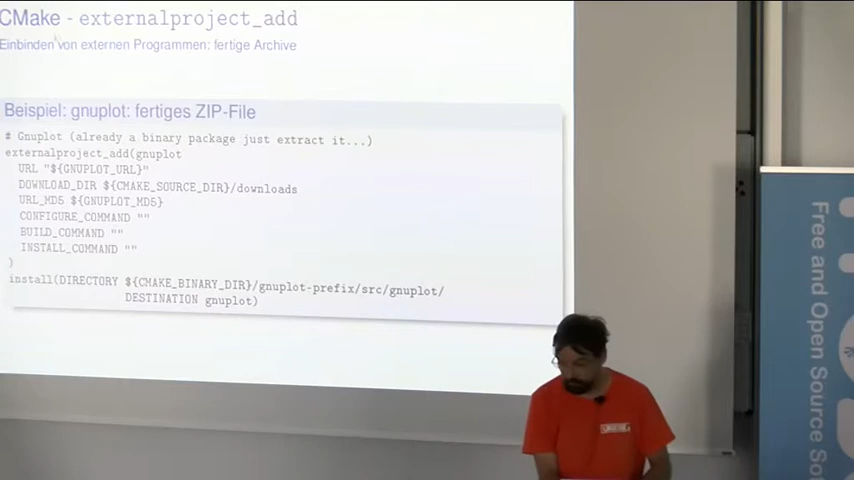 CMake - externalproject_add
Einbinden von externen Programmen: fertige Archive
Beispiel: gnuplot: fertiges ZIP-File
# Gnuplot (already a binary package just extract it...)
externalproject_add(gnuplot
URL "${GNUPLOT_URL}"
DOWNLOAD_DIR ${CMAKE_SOURCE_DIR}/downloads
URL_MD5 ${GNUPLOT_MD5}
CONFIGURE_COMMAND ""
BUILD_COMMAND ""
INSTALL_COMMAND ""
)
install(DIRECTORY ${CMAKE_BINARY_DIR}/gnuplot-prefix/src/gnuplot/
DESTINATION gnuplot)
Free and Open Source Sof